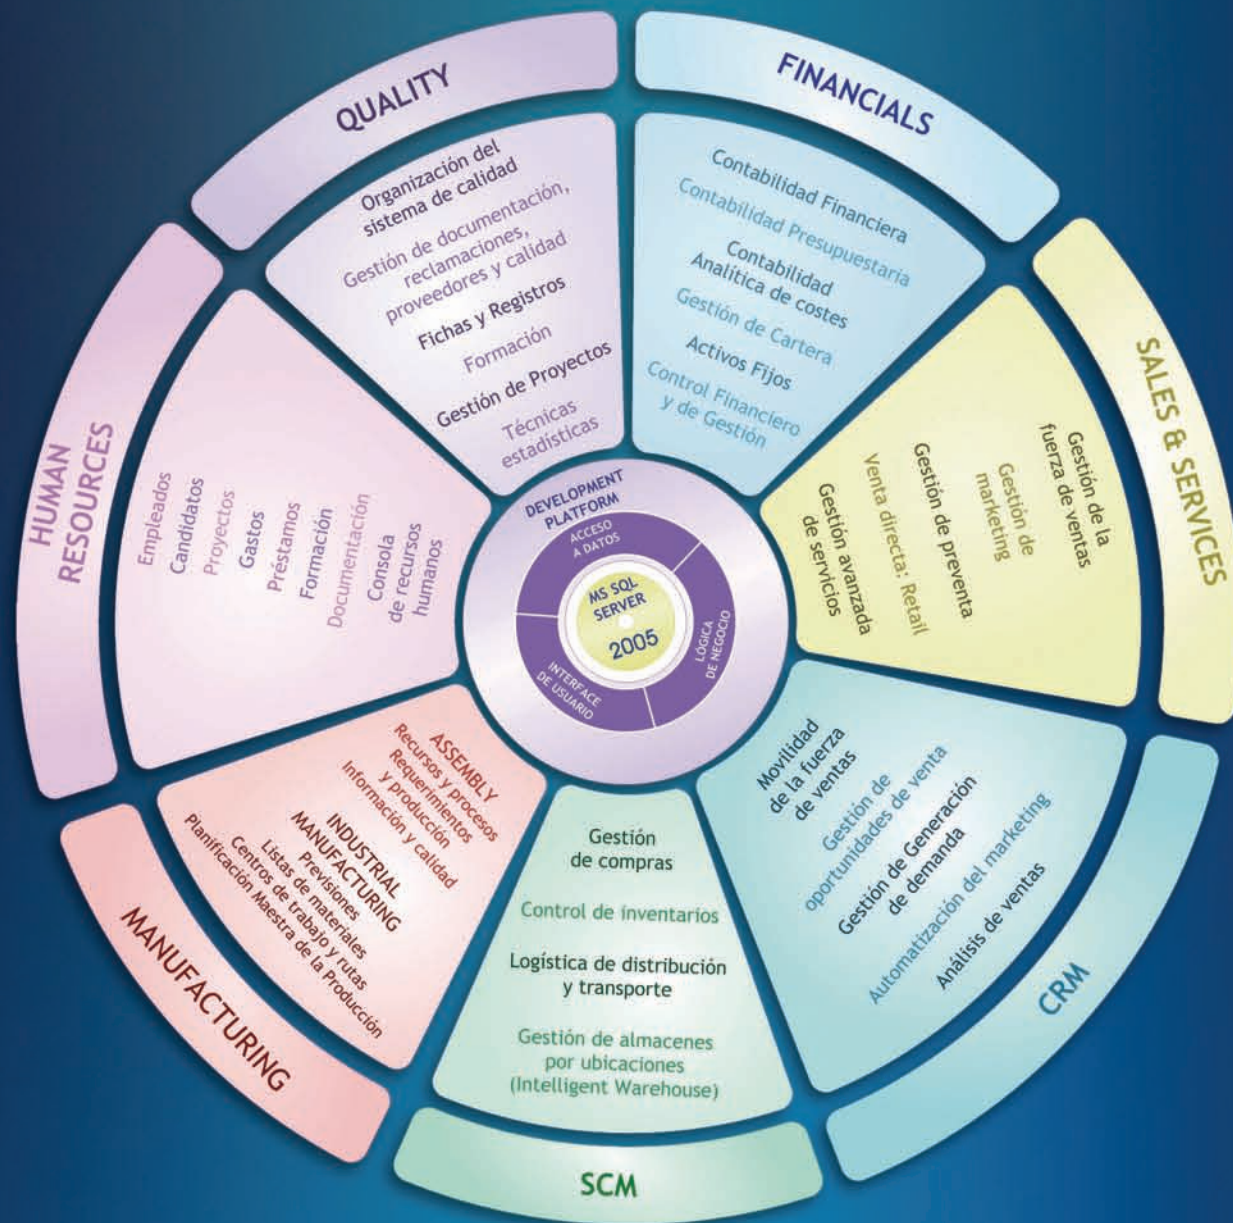 QUALITY
Organización del
sistema de calidad
Gestión de documentación,
reclamaciones,
proveedores y calidad
Fichas y Registros
Formación
Gestión de Proyectos
Técnicas
estadísticas
FINANCIALS
Contabilidad Financiera
Contabilidad Presupuestaria
Contabilidad
Analítica de costes
Gestión de Cartera
Activos Fijos
Control Financiero
y de Gestión
SALES & SERVICES
Gestión de la
fuerza de ventas
Gestión de
marketing
Gestión de preventa
Venta directa: Retail
Gestión avanzada
de servicios
CRM
Movilidad
de la fuerza
de ventas
Gestión de
oportunidades de venta
Gestión de Generación
de demanda
Automatización del marketing
Análisis de ventas
SCM
Gestión
de compras
Control de inventarios
Logística de distribución
y transporte
Gestión de almacenes
por ubicaciones
(Intelligent Warehouse)
MANUFACTURING
ASSEMBLY
Recursos y procesos
Requerimientos
y producción
Información y calidad
INDUSTRIAL
MANUFACTURING
Previsiones
Listas de materiales
Centros de trabajo y rutas
Planificación Maestra de la Producción
HUMAN
RESOURCES
Empleados
Candidatos
Proyectos
Gastos
Préstamos
Formación
Documentación
Consola
de recursos
humanos
DEVELOPMENT
PLATFORM
ACCESO
A DATOS
LÓGICA
DE NEGOCIO
INTERFACE
DE USUARIO
MS SQL
SERVER
2005